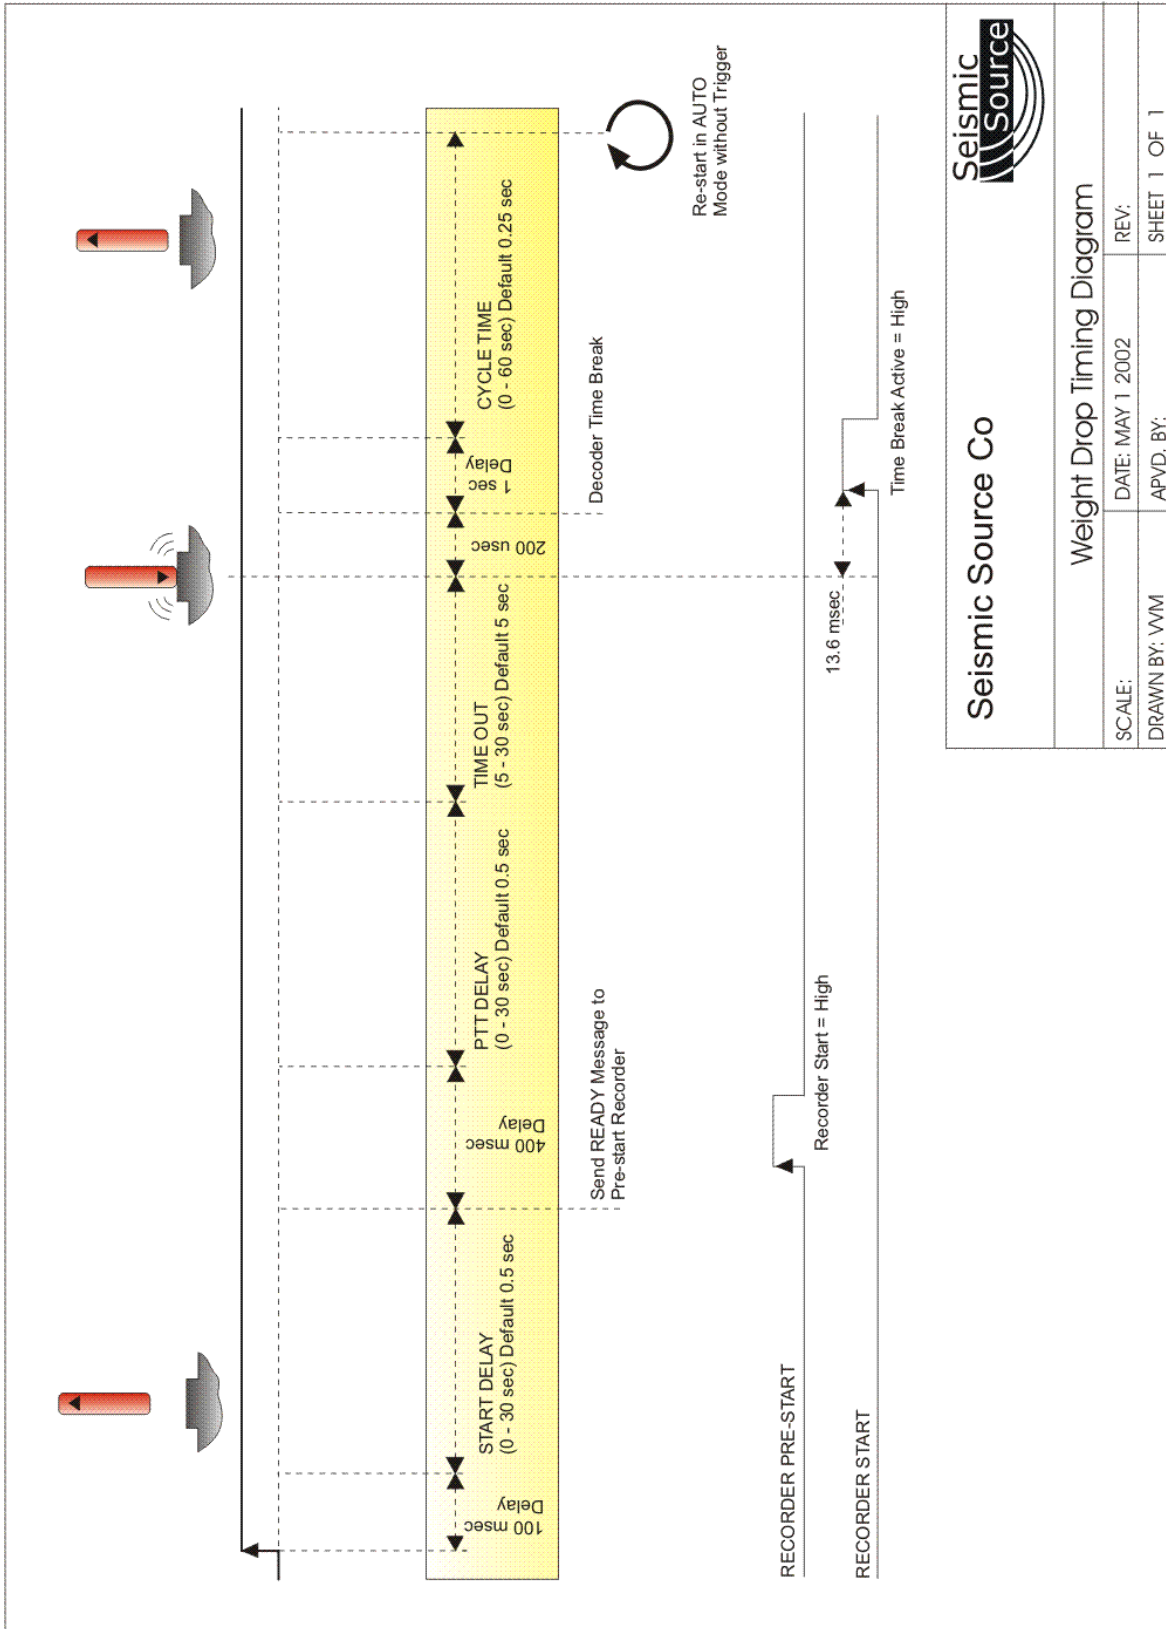 100 msec
Delay
START DELAY
(0 - 30 sec) Default 0.5 sec
400 msec
Delay
PTT DELAY
(0 - 30 sec) Default 0.5 sec
TIME OUT
(5 - 30 sec) Default 5 sec
200 usec
1 sec
Delay
CYCLE TIME
(0 - 60 sec) Default 0.25 sec
Send READY Message to
Pre-start Recorder
Decoder Time Break
Re-start in AUTO
Mode without Trigger
RECORDER PRE-START
Recorder Start = High
RECORDER START
13.6 msec
Time Break Active = High
Seismic Source Co
Seismic
Source
Weight Drop Timing Diagram
SCALE:
DATE: MAY 1 2002
REV:
DRAWN BY: WM
APVD. BY:
SHEET 1 OF 1